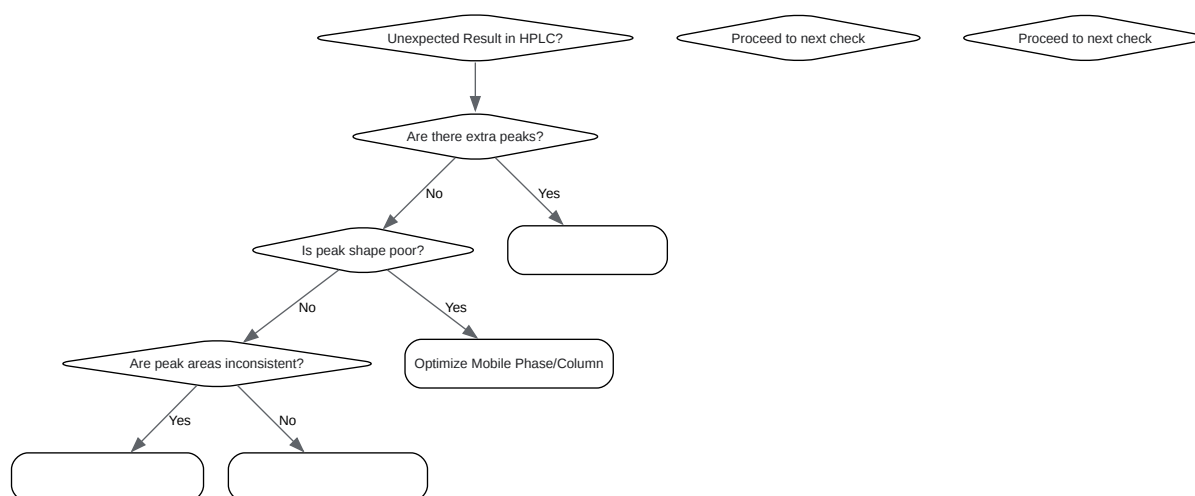 Unexpected Result in HPLC?
Proceed to next check
Proceed to next check
Are there extra peaks?
No
Yes
Is peak shape poor?
No
Yes
Are peak areas inconsistent?
Optimize Mobile Phase/Column
Yes
No